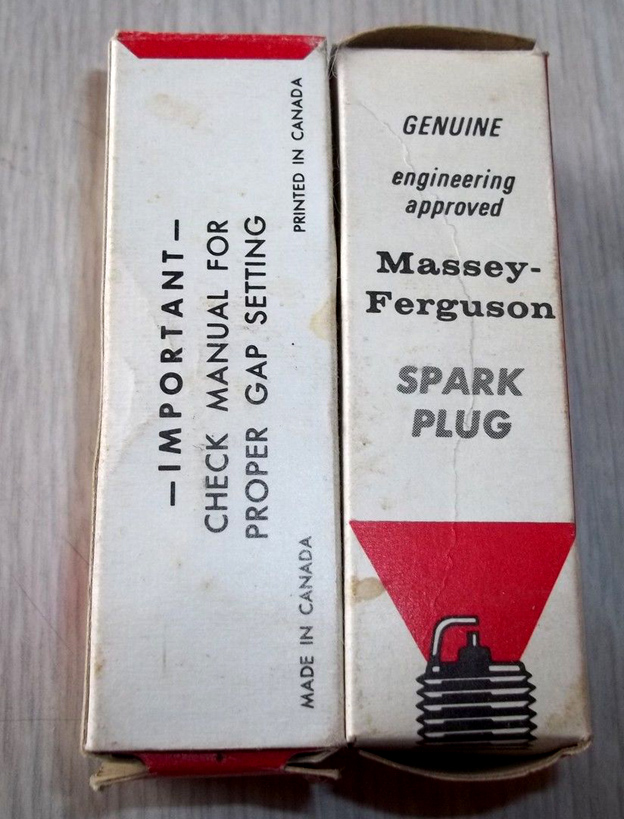 —IMPORTANT—
CHECK MANUAL FOR
PROPER GAP SETTING
MADE IN CANADA
PRINTED IN CANADA
GENUINE
engineering
approved
Massey-
Ferguson
SPARK
PLUG